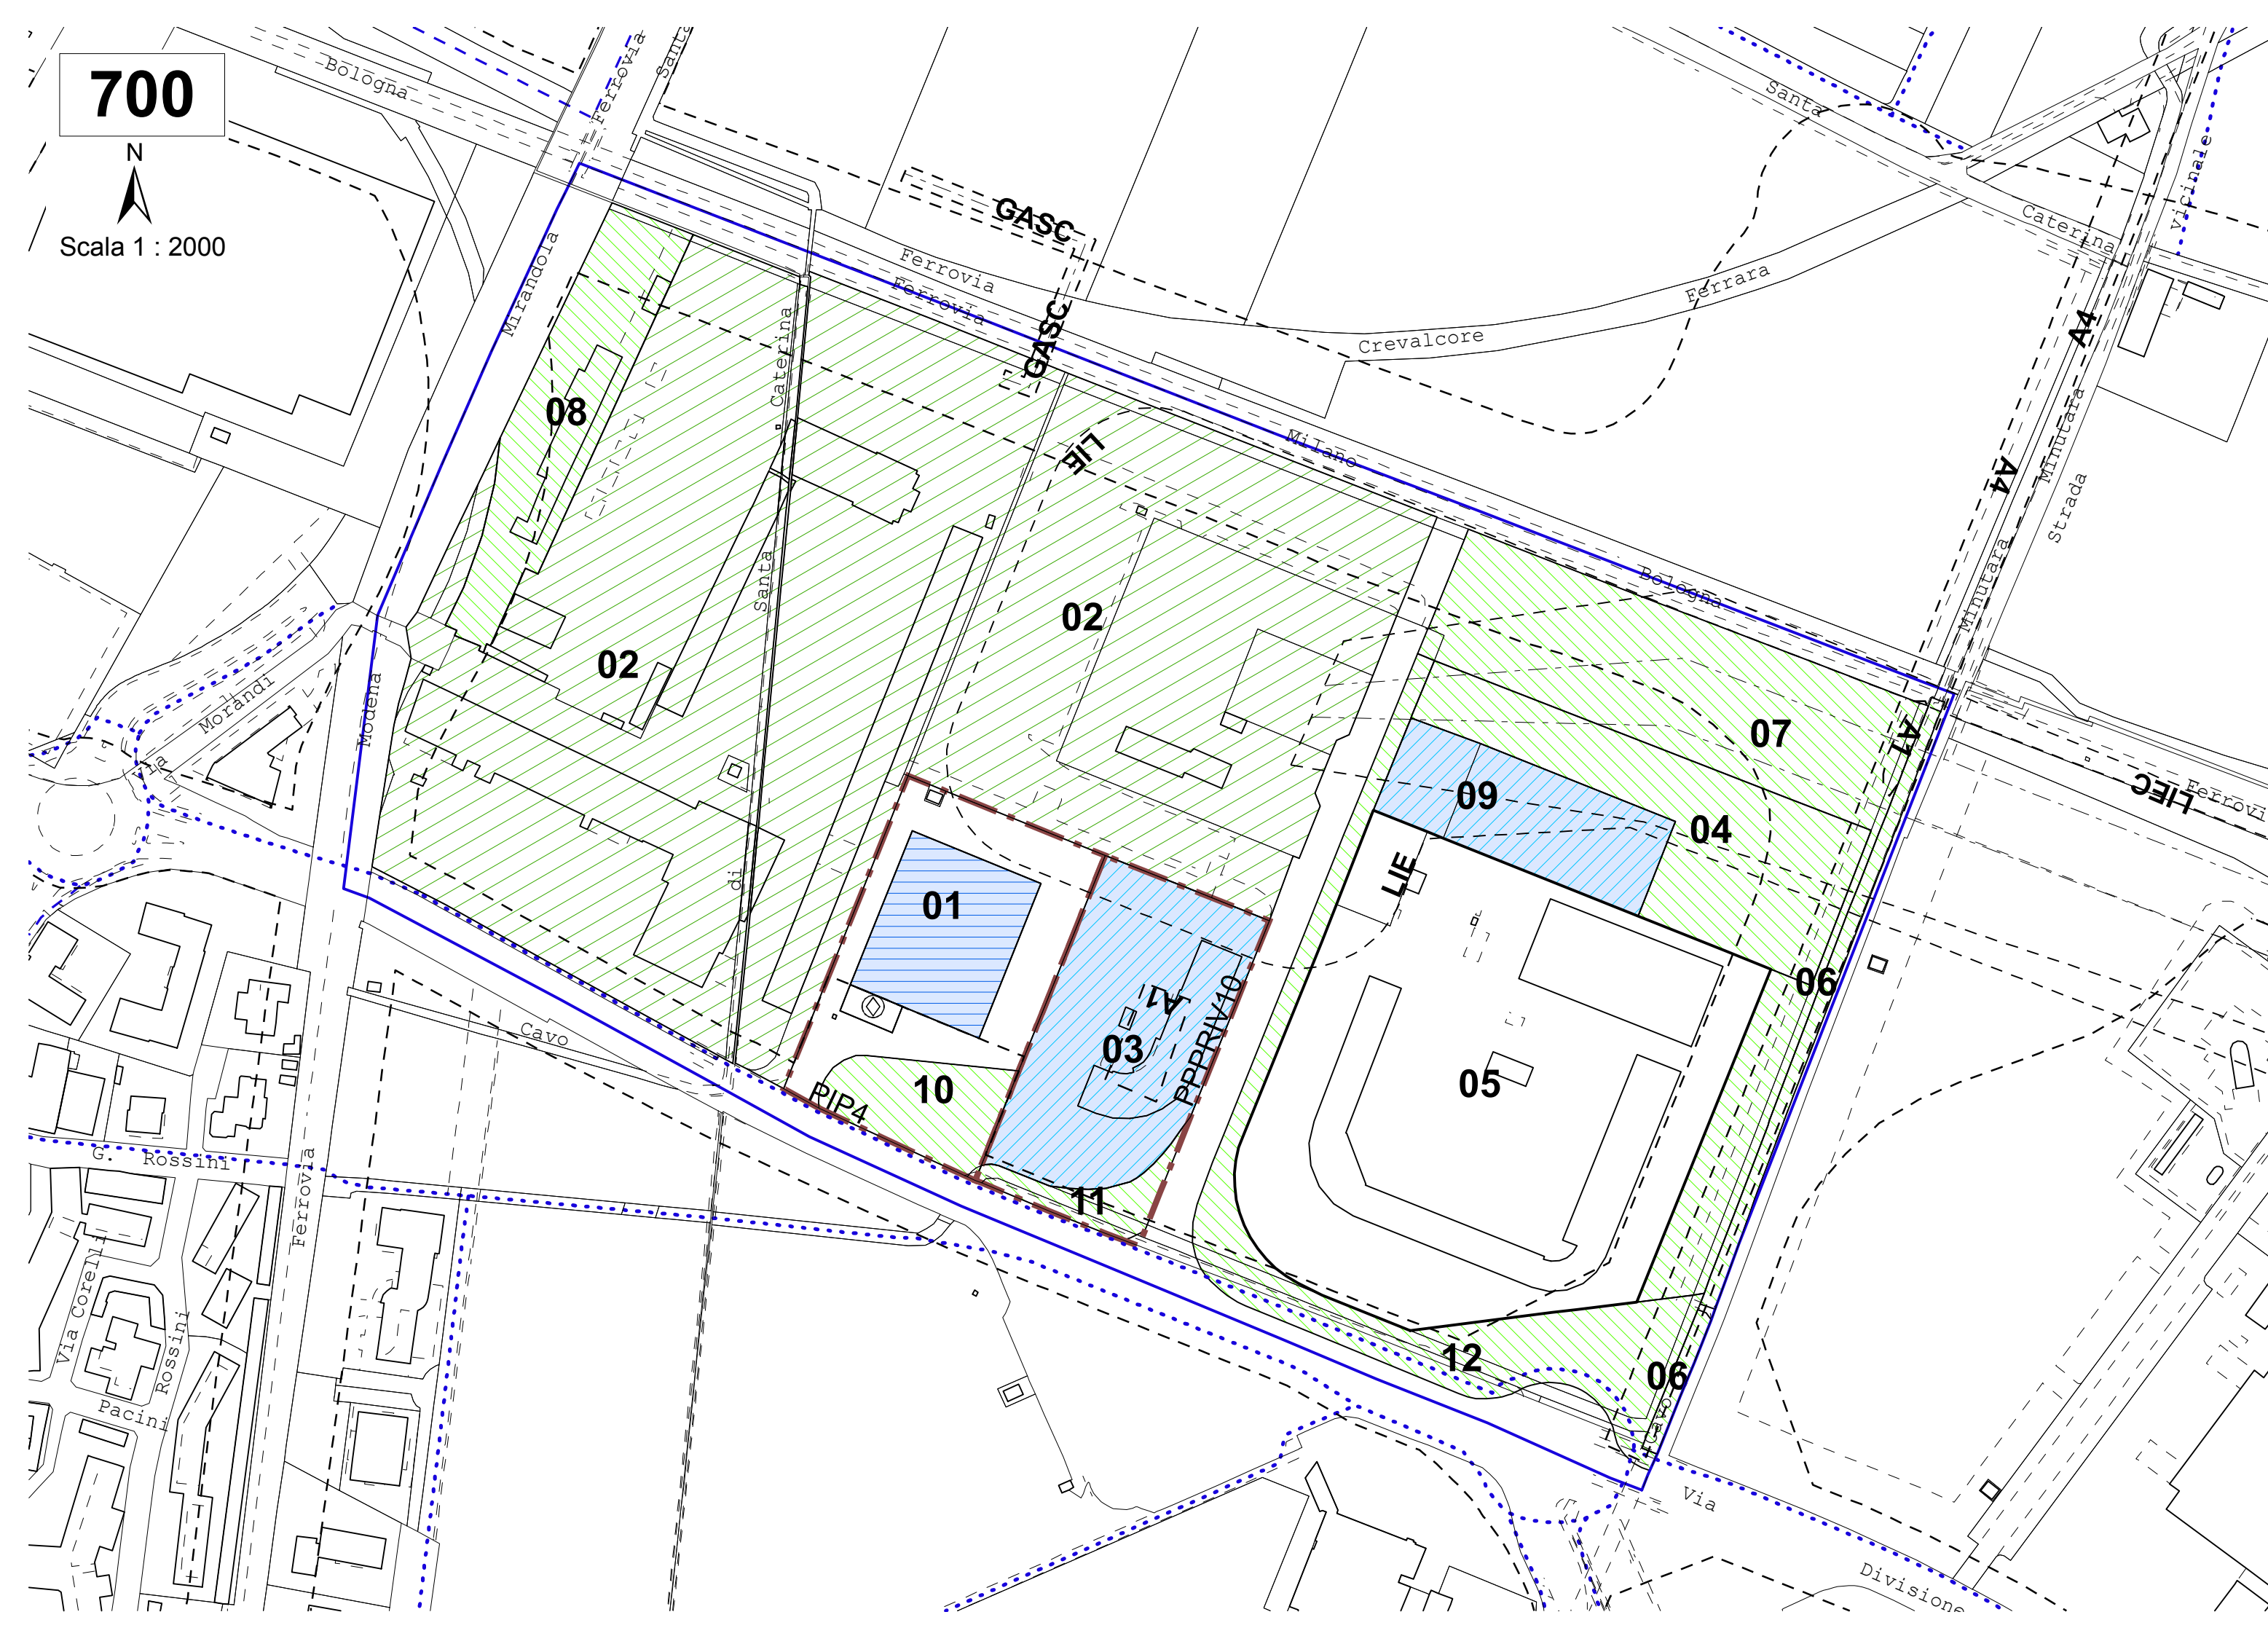 700
N
Scala 1 : 2000
Bologna
Ferrovia
Santa
Santa
Caterina
vicinale
GASC
Ferrovia
Ferrovia
GASC
Mirandola
Caterina
Crevalcore
Ferrara
A4
A4
Minutara
Strada
08
LIE
Milano
Santa
02
02
Bologna
Minutara
Morandi
Via
Modena
07
A1
LIEC
Ferrovi
09
04
01
LIE
di
06
A1
PPPRIV10
03
05
Cavo
10
PIP4
G. Rossini
11
Ferrovia
Via Corelli
Rossini
Pacini
12
06
Cavo
Via
Divisione